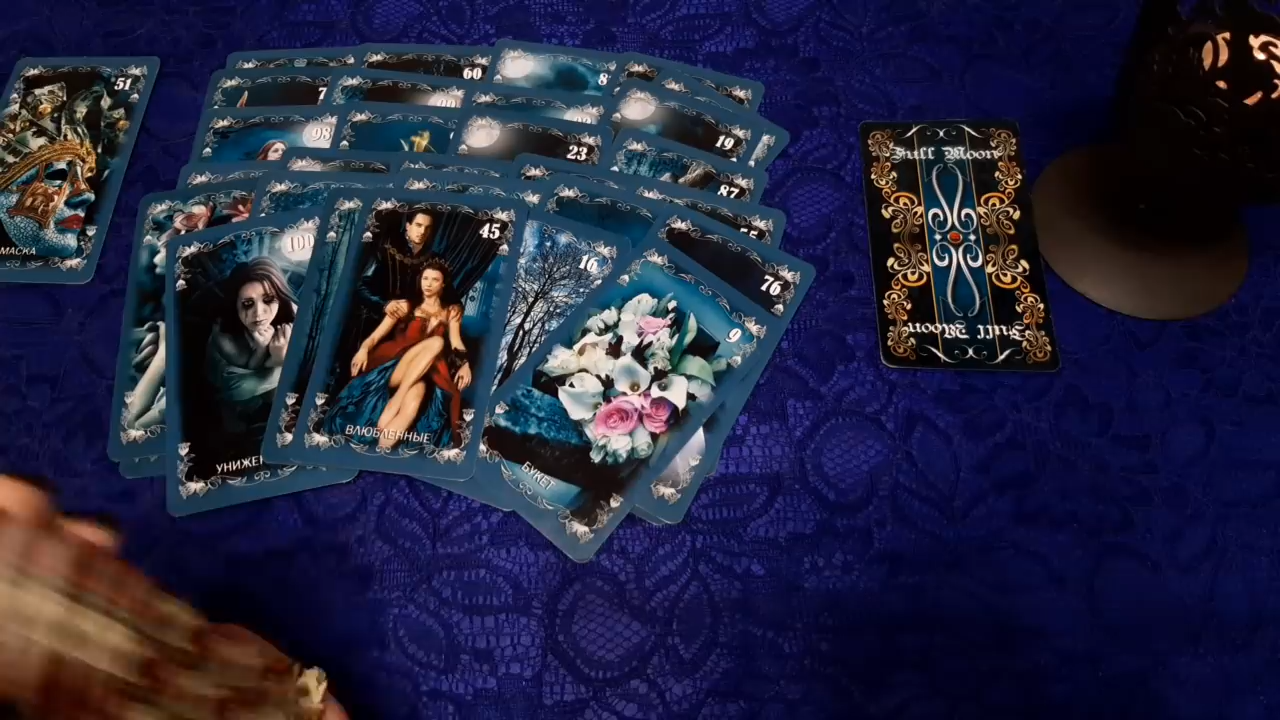 51
МАСКА
60
8
7
98
19
23
87
76
100
УНИЖЕ
45
ВЛЮБЛЕННЫЕ
16
9
БУКЕТ
Full Moon
Full Moon